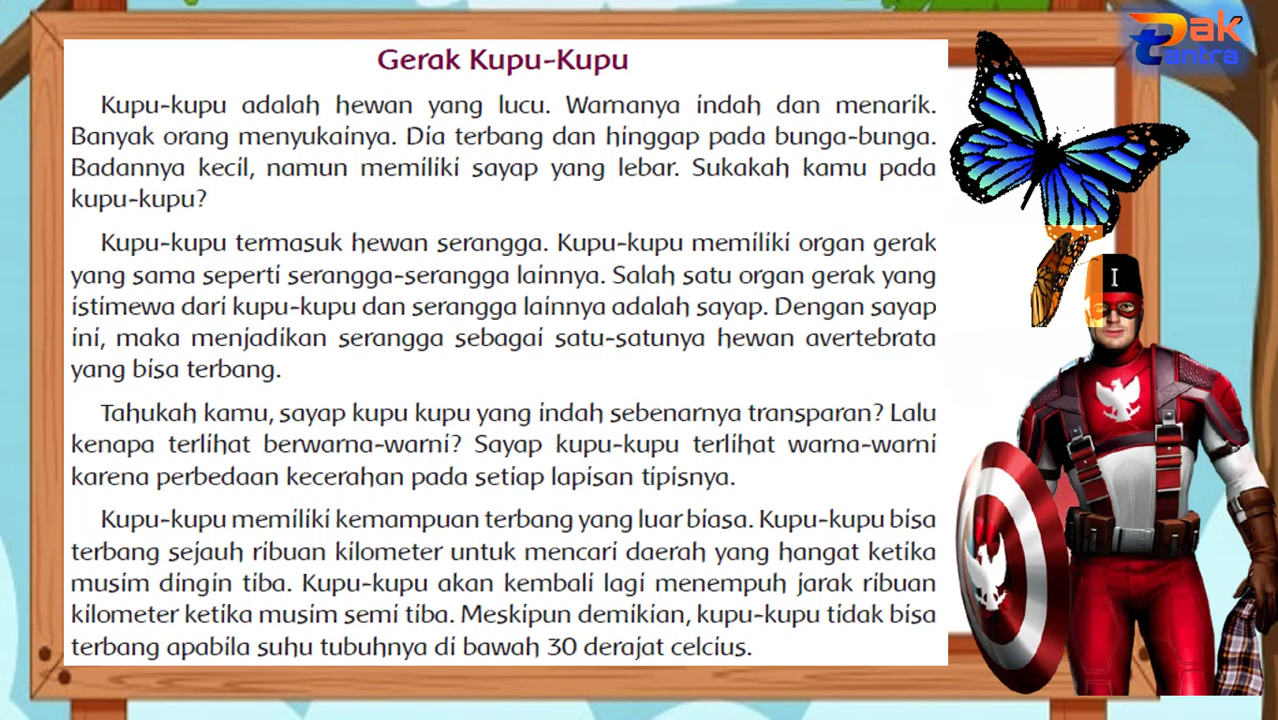 Gerak Kupu-Kupu
Kupu-kupu adalah hewan yang lucu. Warnanya indah dan menarik.
Banyak orang menyukainya. Dia terbang dan hinggap pada bunga-bunga.
Badannya kecil, namun memiliki sayap yang lebar. Sukakah kamu pada
kupu-kupu?
Kupu-kupu termasuk hewan serangga. Kupu-kupu memiliki organ gerak
yang sama seperti serangga-serangga lainnya. Salah satu organ gerak yang
istimewa dari kupu-kupu dan serangga lainnya adalah sayap. Dengan sayap
ini, maka menjadikan serangga sebagai satu-satunya hewan avertebrata
yang bisa terbang.
Tahukah kamu, sayap kupu kupu yang indah sebenarnya transparan? Lalu
kenapa terlihat berwarna-warni? Sayap kupu-kupu terlihat warna-warni
karena perbedaan kecerahan pada setiap lapisan tipisnya.
Kupu-kupu memiliki kemampuan terbang yang luar biasa. Kupu-kupu bisa
terbang sejauh ribuan kilometer untuk mencari daerah yang hangat ketika
musim dingin tiba. Kupu-kupu akan kembali lagi menempuh jarak ribuan
kilometer ketika musim semi tiba. Meskipun demikian, kupu-kupu tidak bisa
terbang apabila suhu tubuhnya di bawah 30 derajat celcius.
Pak
tantra
I